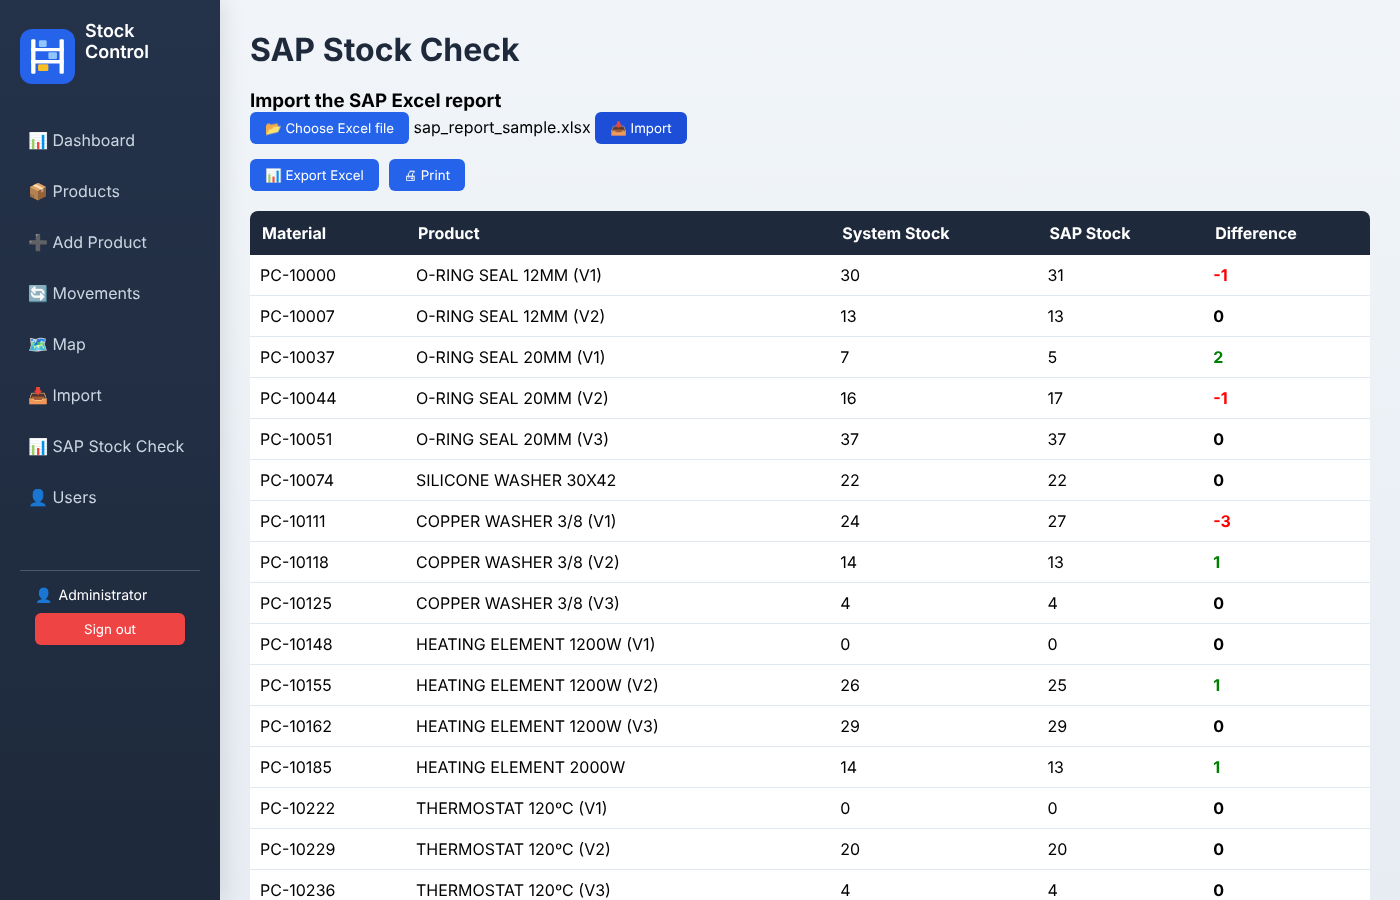 Stock
Control
Dashboard
Products
Add Product
Movements
Map
Import
SAP Stock Check
Users
Administrator
Sign out
SAP Stock Check
Import the SAP Excel report
Choose Excel file sap_report_sample.xlsx Import
Export Excel Print
Material Product System Stock SAP Stock Difference
PC-10000 O-RING SEAL 12MM (V1) 30 31 -1
PC-10007 O-RING SEAL 12MM (V2) 13 13 0
PC-10037 O-RING SEAL 20MM (V1) 7 5 2
PC-10044 O-RING SEAL 20MM (V2) 16 17 -1
PC-10051 O-RING SEAL 20MM (V3) 37 37 0
PC-10074 SILICONE WASHER 30X42 22 22 0
PC-10111 COPPER WASHER 3/8 (V1) 24 27 -3
PC-10118 COPPER WASHER 3/8 (V2) 14 13 1
PC-10125 COPPER WASHER 3/8 (V3) 4 4 0
PC-10148 HEATING ELEMENT 1200W (V1) 0 0 0
PC-10155 HEATING ELEMENT 1200W (V2) 26 25 1
PC-10162 HEATING ELEMENT 1200W (V3) 29 29 0
PC-10185 HEATING ELEMENT 2000W 14 13 1
PC-10222 THERMOSTAT 120ºC (V1) 0 0 0
PC-10229 THERMOSTAT 120ºC (V2) 20 20 0
PC-10236 THERMOSTAT 120ºC (V3) 4 4 0